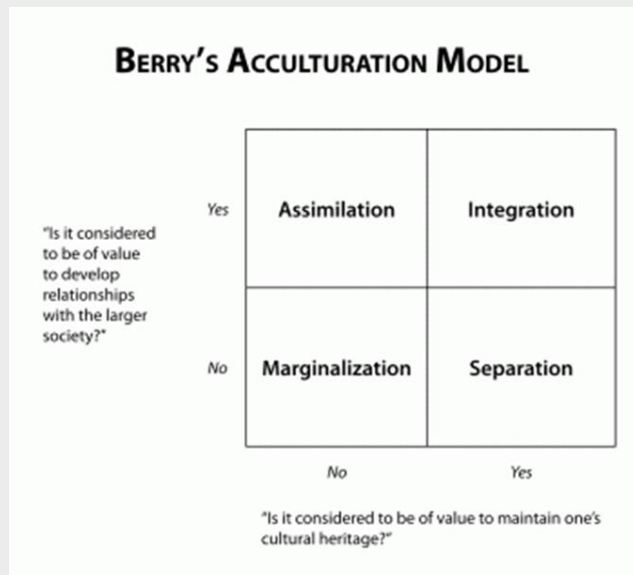 BERRY'S ACCULTURATION MODEL
Yes
Assimilation
Integration
"Is it considered
to be of value
to develop
relationships
with the larger
society?"
No
Marginalization
Separation
No
Yes
"Is it considered to be of value to maintain one's
cultural heritage?"